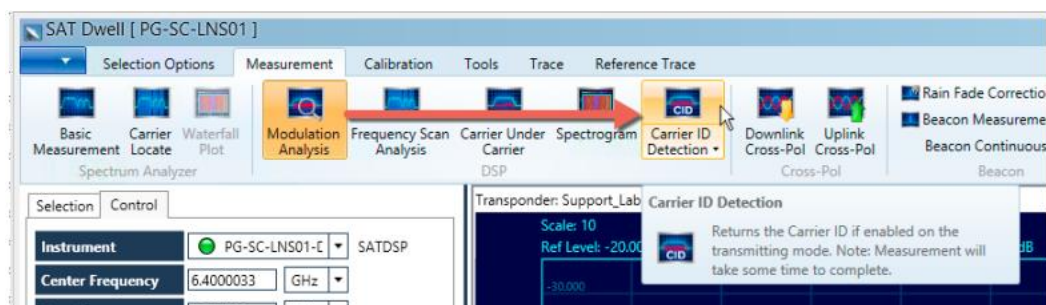 SAT Dwell [ PG-SC-LNS01 ]
Selection Options Measurement Calibration Tools Trace Reference Trace
Basic Measurement
Carrier Locate
Waterfall Plot
Spectrum Analyzer
Modulation Analysis
Frequency Scan Analysis
Carrier Under Carrier
Spectrogram
Carrier ID Detection
DSP
Downlink Cross-Pol
Uplink Cross-Pol
Cross-Pol
Rain Fade Correctio
Beacon Measureme
Beacon Continuous
Beacon
CID
Selection Control
Instrument PG-SC-LNS01- SATDSP
Center Frequency 6.4000033 GHz
Transponder: Support_Lab
Scale: 10
Ref Level: -20.00
dB
-30.000
Carrier ID Detection
CID
Returns the Carrier ID if enabled on the
transmitting mode. Note: Measurement will
take some time to complete.